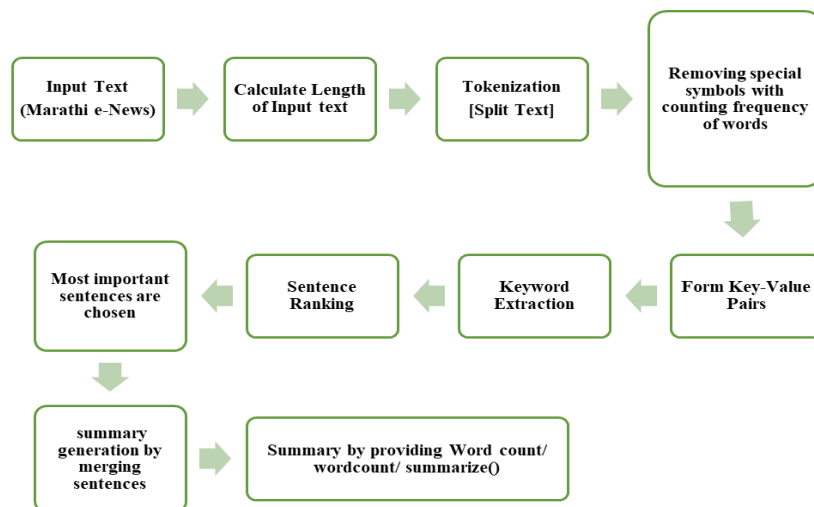 Input Text
(Marathi e-News)
Calculate Length
of Input text
Tokenization
[Split Text]
Removing special
symbols with
counting frequency
of words
Form Key-Value
Pairs
Keyword
Extraction
Sentence
Ranking
Most important
sentences are
chosen
summary
generation by
merging
sentences
Summary by providing Word count/
wordcount/ summarize()